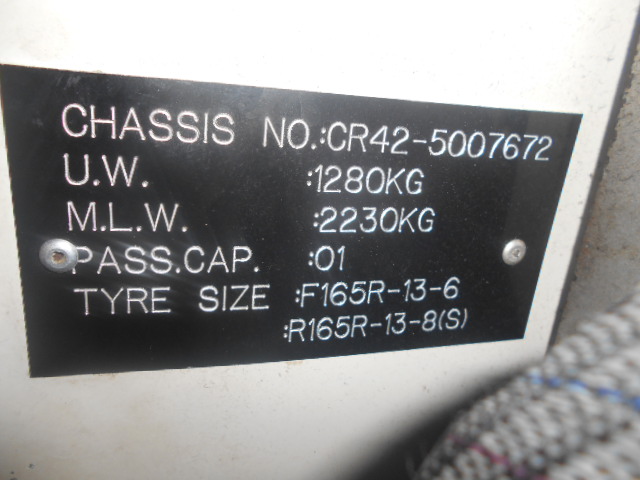 CHASSIS NO.:CR42-5007672
U.W. :1280KG
M.L.W. :2230KG
PASS.CAP. :01
TYRE SIZE :F165R-13-6
:R165R-13-8(S)